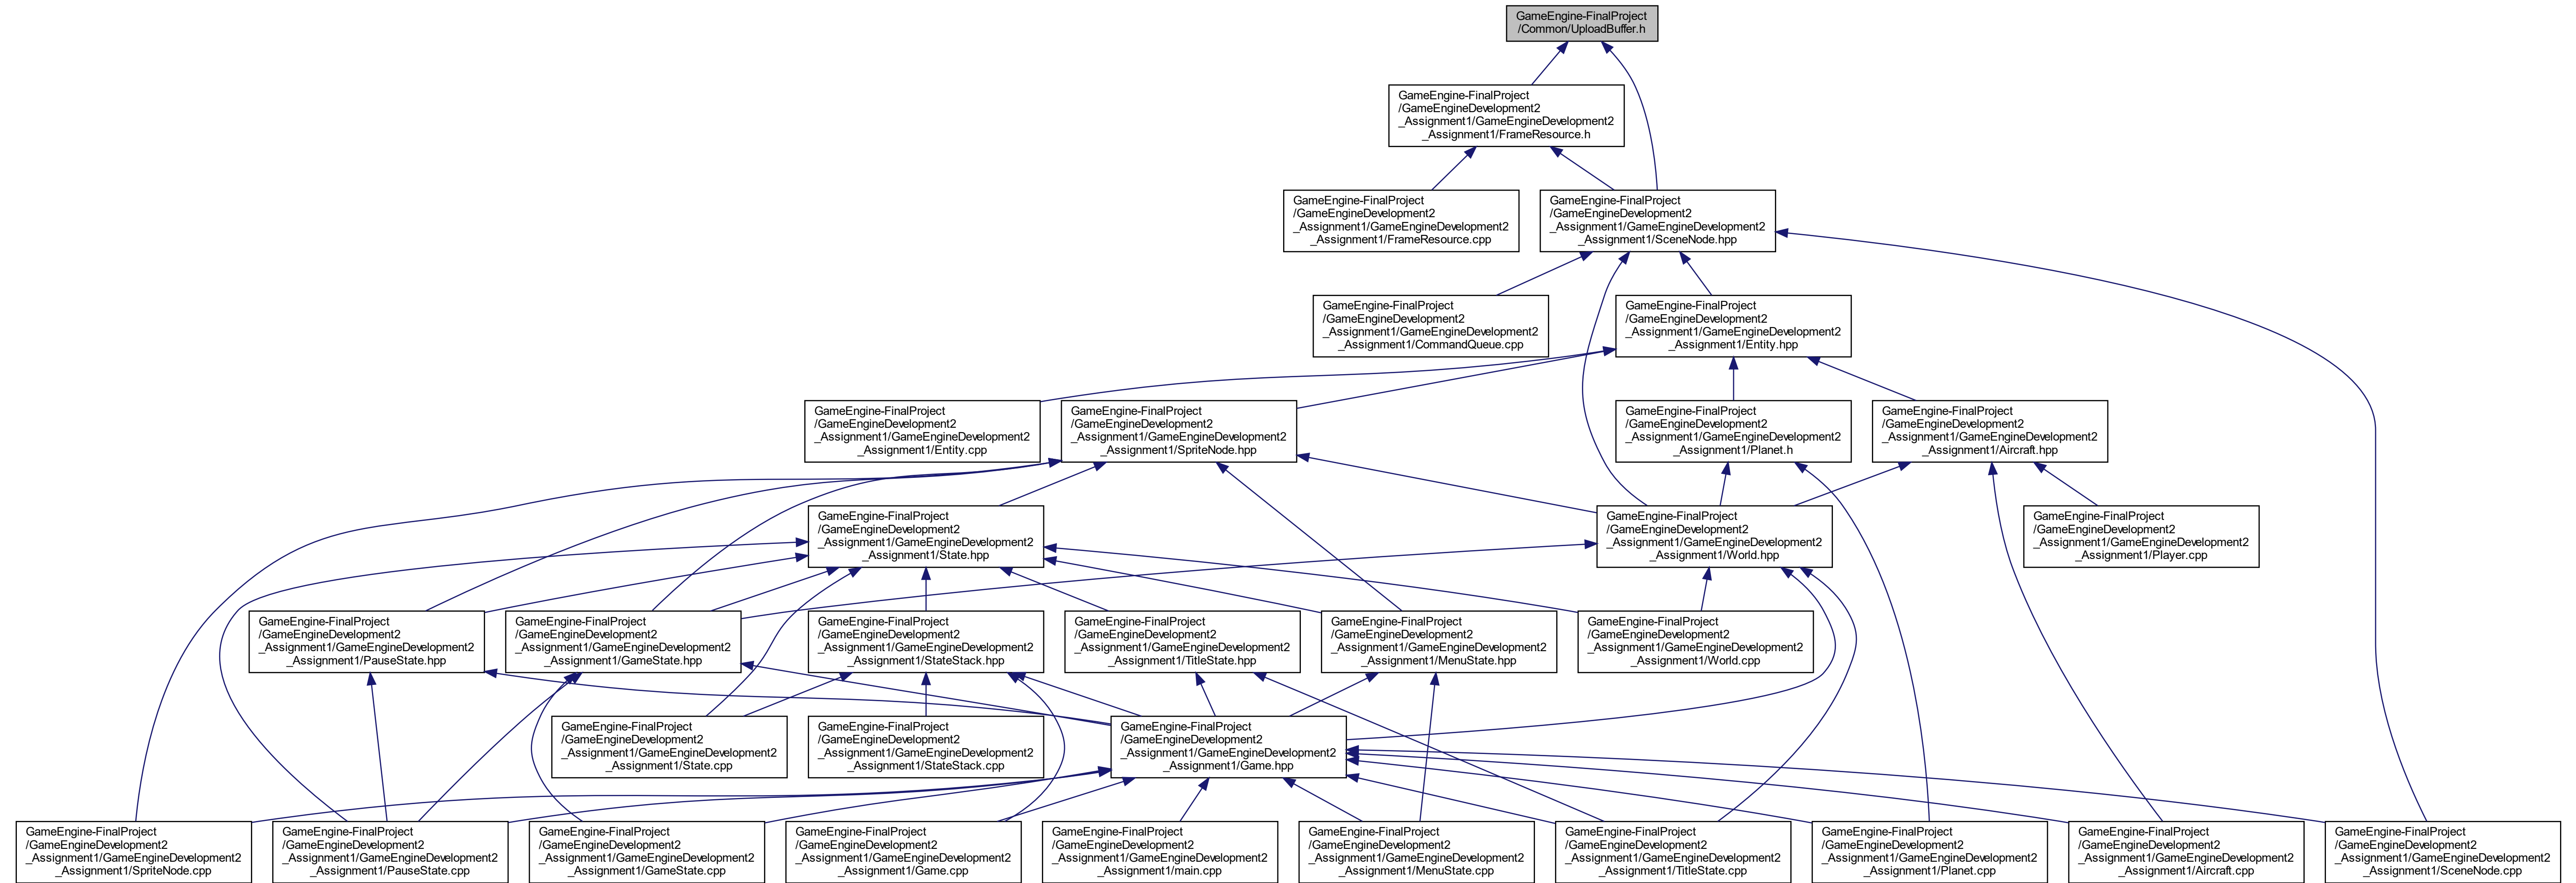 GameEngine-FinalProject
/Common/UploadBuffer.h
GameEngine-FinalProject
/GameEngineDevelopment2
_Assignment1/GameEngineDevelopment2
_Assignment1/FrameResource.h
GameEngine-FinalProject
/GameEngineDevelopment2
_Assignment1/GameEngineDevelopment2
_Assignment1/FrameResource.cpp
GameEngine-FinalProject
/GameEngineDevelopment2
_Assignment1/GameEngineDevelopment2
_Assignment1/SceneNode.hpp
GameEngine-FinalProject
/GameEngineDevelopment2
_Assignment1/GameEngineDevelopment2
_Assignment1/CommandQueue.cpp
GameEngine-FinalProject
/GameEngineDevelopment2
_Assignment1/GameEngineDevelopment2
_Assignment1/Entity.hpp
GameEngine-FinalProject
/GameEngineDevelopment2
_Assignment1/GameEngineDevelopment2
_Assignment1/Entity.cpp
GameEngine-FinalProject
/GameEngineDevelopment2
_Assignment1/GameEngineDevelopment2
_Assignment1/SpriteNode.hpp
GameEngine-FinalProject
/GameEngineDevelopment2
_Assignment1/GameEngineDevelopment2
_Assignment1/Planet.h
GameEngine-FinalProject
/GameEngineDevelopment2
_Assignment1/GameEngineDevelopment2
_Assignment1/Aircraft.hpp
GameEngine-FinalProject
/GameEngineDevelopment2
_Assignment1/GameEngineDevelopment2
_Assignment1/State.hpp
GameEngine-FinalProject
/GameEngineDevelopment2
_Assignment1/GameEngineDevelopment2
_Assignment1/World.hpp
GameEngine-FinalProject
/GameEngineDevelopment2
_Assignment1/GameEngineDevelopment2
_Assignment1/Player.cpp
GameEngine-FinalProject
/GameEngineDevelopment2
_Assignment1/GameEngineDevelopment2
_Assignment1/PauseState.hpp
GameEngine-FinalProject
/GameEngineDevelopment2
_Assignment1/GameEngineDevelopment2
_Assignment1/GameState.hpp
GameEngine-FinalProject
/GameEngineDevelopment2
_Assignment1/GameEngineDevelopment2
_Assignment1/StateStack.hpp
GameEngine-FinalProject
/GameEngineDevelopment2
_Assignment1/GameEngineDevelopment2
_Assignment1/TitleState.hpp
GameEngine-FinalProject
/GameEngineDevelopment2
_Assignment1/GameEngineDevelopment2
_Assignment1/MenuState.hpp
GameEngine-FinalProject
/GameEngineDevelopment2
_Assignment1/GameEngineDevelopment2
_Assignment1/World.cpp
GameEngine-FinalProject
/GameEngineDevelopment2
_Assignment1/GameEngineDevelopment2
_Assignment1/State.cpp
GameEngine-FinalProject
/GameEngineDevelopment2
_Assignment1/GameEngineDevelopment2
_Assignment1/StateStack.cpp
GameEngine-FinalProject
/GameEngineDevelopment2
_Assignment1/GameEngineDevelopment2
_Assignment1/Game.hpp
GameEngine-FinalProject
/GameEngineDevelopment2
_Assignment1/GameEngineDevelopment2
_Assignment1/SpriteNode.cpp
GameEngine-FinalProject
/GameEngineDevelopment2
_Assignment1/GameEngineDevelopment2
_Assignment1/PauseState.cpp
GameEngine-FinalProject
/GameEngineDevelopment2
_Assignment1/GameEngineDevelopment2
_Assignment1/GameState.cpp
GameEngine-FinalProject
/GameEngineDevelopment2
_Assignment1/GameEngineDevelopment2
_Assignment1/Game.cpp
GameEngine-FinalProject
/GameEngineDevelopment2
_Assignment1/GameEngineDevelopment2
_Assignment1/main.cpp
GameEngine-FinalProject
/GameEngineDevelopment2
_Assignment1/GameEngineDevelopment2
_Assignment1/MenuState.cpp
GameEngine-FinalProject
/GameEngineDevelopment2
_Assignment1/GameEngineDevelopment2
_Assignment1/TitleState.cpp
GameEngine-FinalProject
/GameEngineDevelopment2
_Assignment1/GameEngineDevelopment2
_Assignment1/Planet.cpp
GameEngine-FinalProject
/GameEngineDevelopment2
_Assignment1/GameEngineDevelopment2
_Assignment1/Aircraft.cpp
GameEngine-FinalProject
/GameEngineDevelopment2
_Assignment1/GameEngineDevelopment2
_Assignment1/SceneNode.cpp